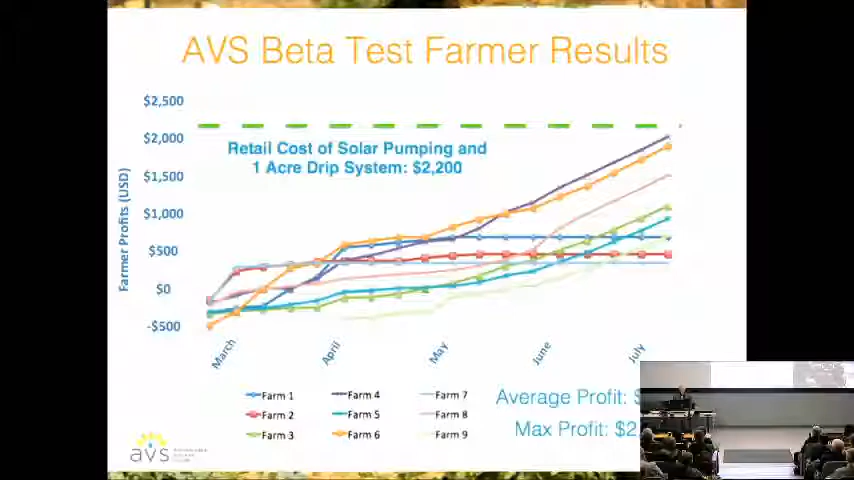 AVS Beta Test Farmer Results
$2,500
$2,000
$1,500
$1,000
$500
$0
-$500
Farmer Profits (USD)
Retail Cost of Solar Pumping and
1 Acre Drip System: $2,200
March
April
May
June
July
Farm 1
Farm 4
Farm 7
Farm 2
Farm 5
Farm 8
Farm 3
Farm 6
Farm 9
Average Profit: $
Max Profit: $2
avs